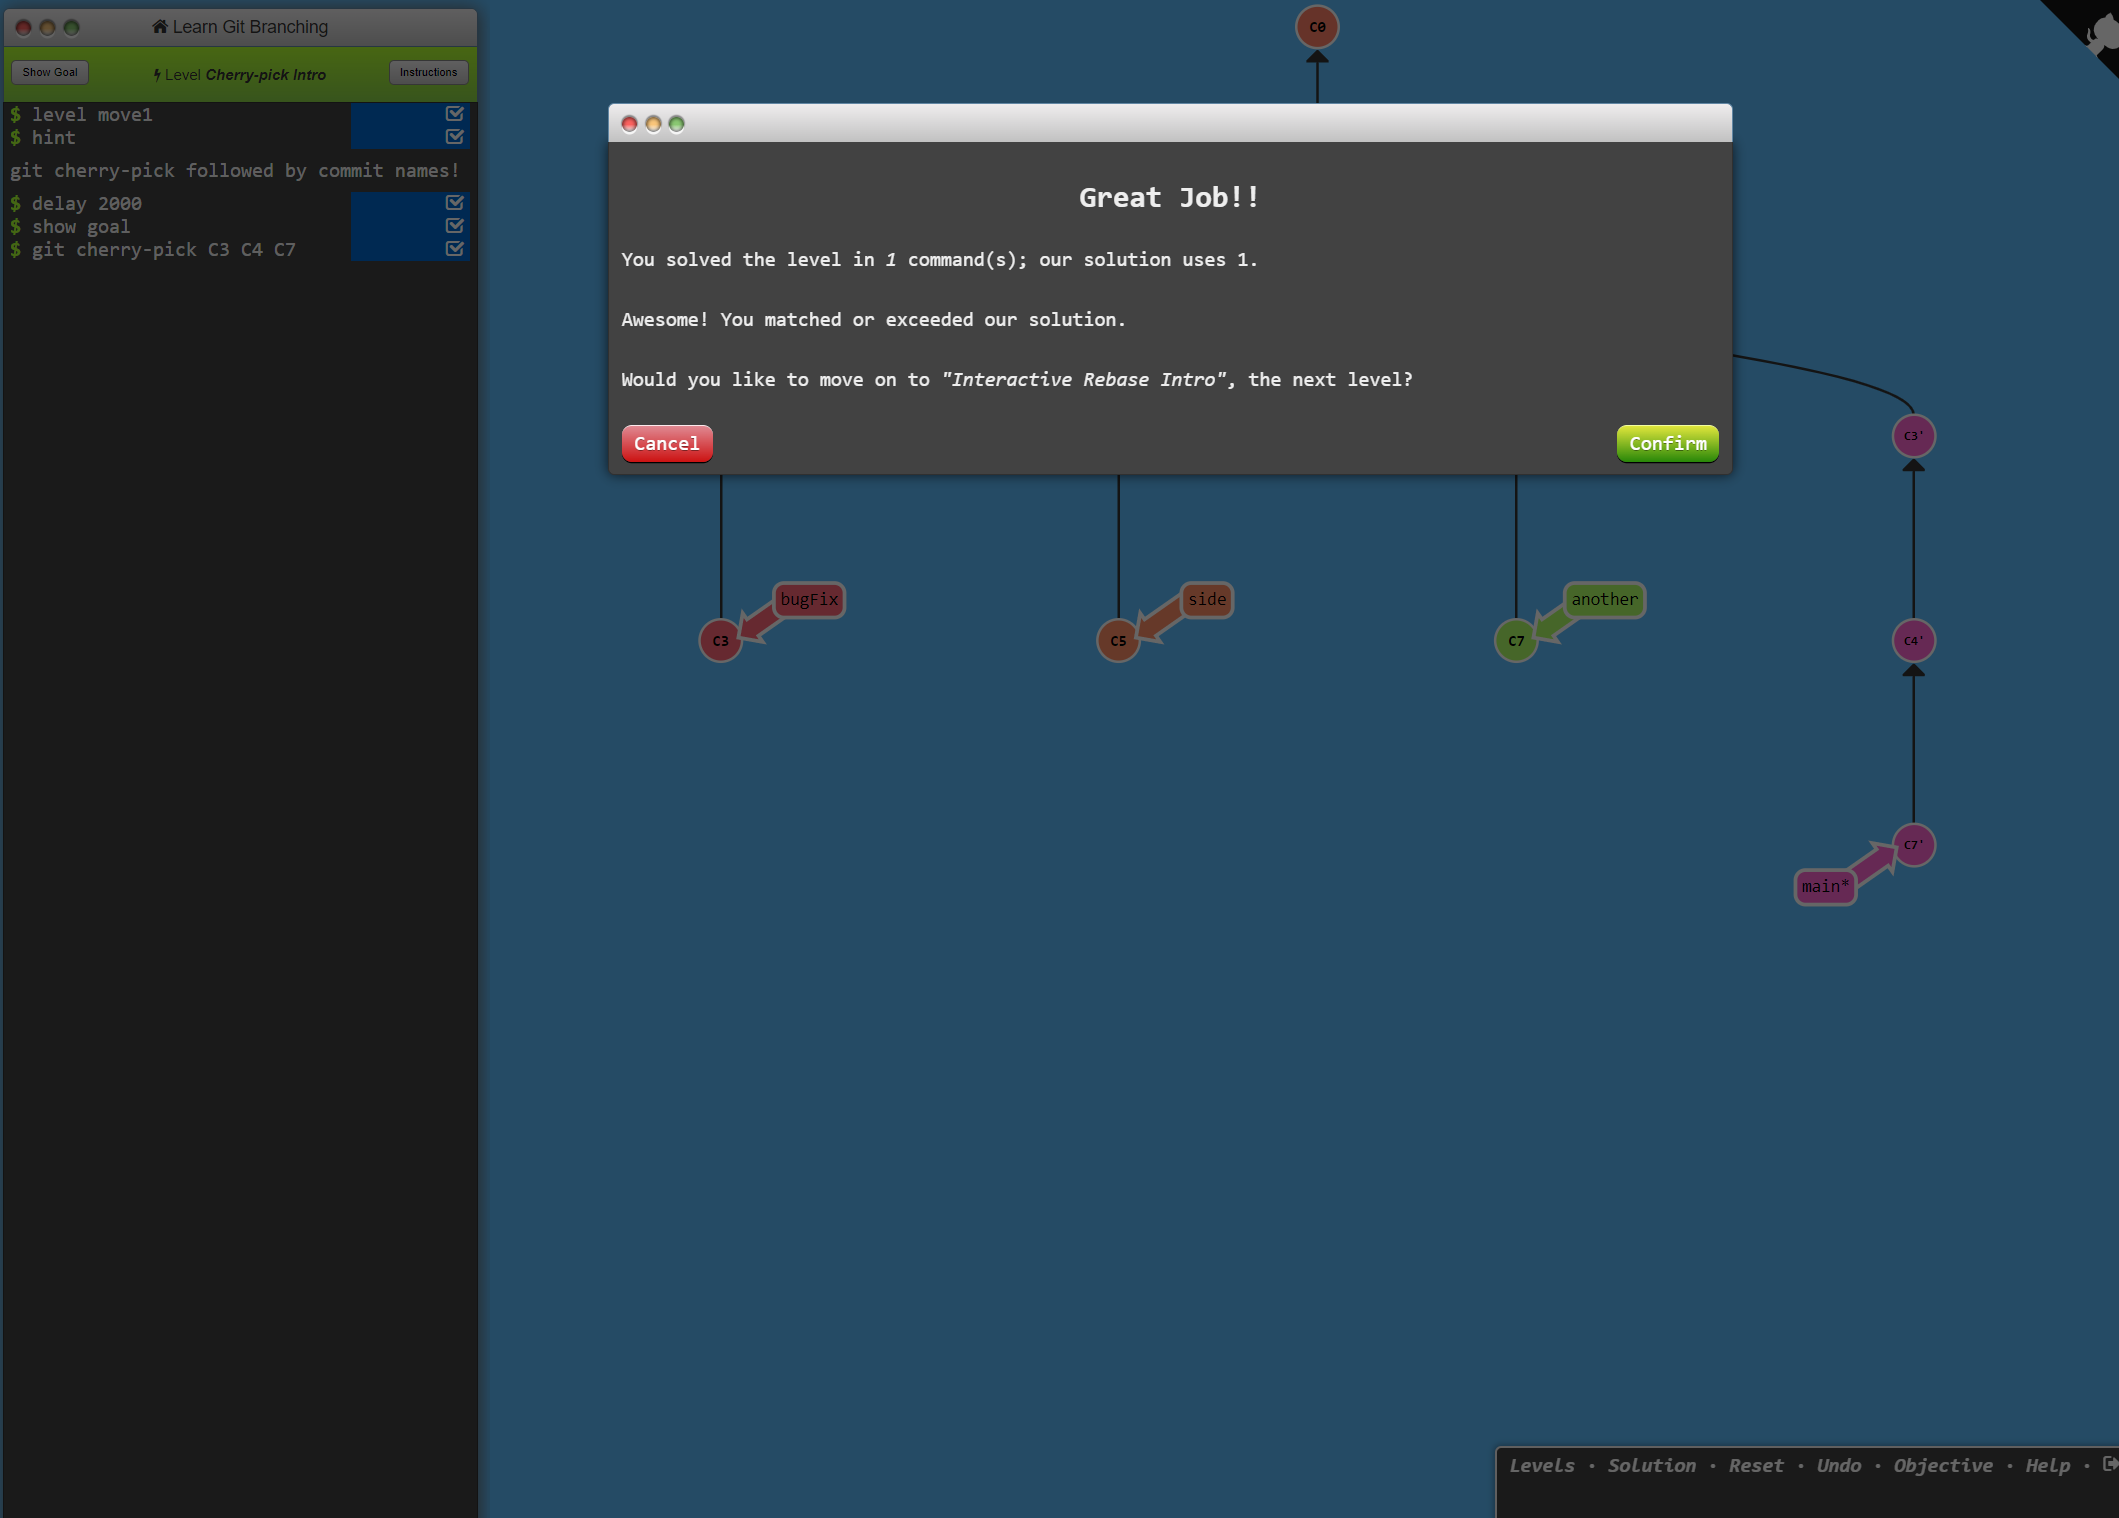 Learn Git Branching
Show Goal
Level Cherry-pick Intro
Instructions
$ level move1
$ hint
git cherry-pick followed by commit names!
$ delay 2000
$ show goal
$ git cherry-pick C3 C4 C7
C0
Great Job!!
You solved the level in 1 command(s); our solution uses 1.
Awesome! You matched or exceeded our solution.
Would you like to move on to "Interactive Rebase Intro", the next level?
Cancel
Confirm
C3'
bugFix
side
another
C3
C5
C7
C4'
C7'
main*
Levels · Solution · Reset · Undo · Objective · Help ·